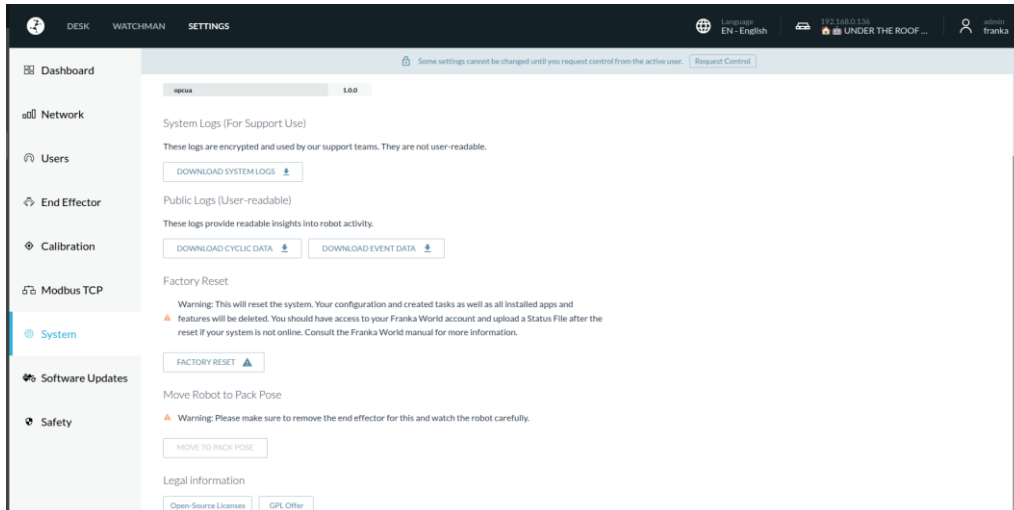 DESK WATCHMAN SETTINGS
Language
EN - English
192.168.0.136
UNDER THE ROOF ...
admin
franka
Dashboard
Network
Users
End Effector
Calibration
Modbus TCP
System
Software Updates
Safety
Some settings cannot be changed until you request control from the active user. Request Control
opcua 1.0.0
System Logs (For Support Use)
These logs are encrypted and used by our support teams. They are not user-readable.
DOWNLOAD SYSTEM LOGS
Public Logs (User-readable)
These logs provide readable insights into robot activity.
DOWNLOAD CYCLIC DATA DOWNLOAD EVENT DATA
Factory Reset
Warning: This will reset the system. Your configuration and created tasks as well as all installed apps and
features will be deleted. You should have access to your Franka World account and upload a Status File after the
reset if your system is not online. Consult the Franka World manual for more information.
FACTORY RESET
Move Robot to Pack Pose
Warning: Please make sure to remove the end effector for this and watch the robot carefully.
MOVE TO PACK POSE
Legal information
Open-Source Licenses GPL Offer